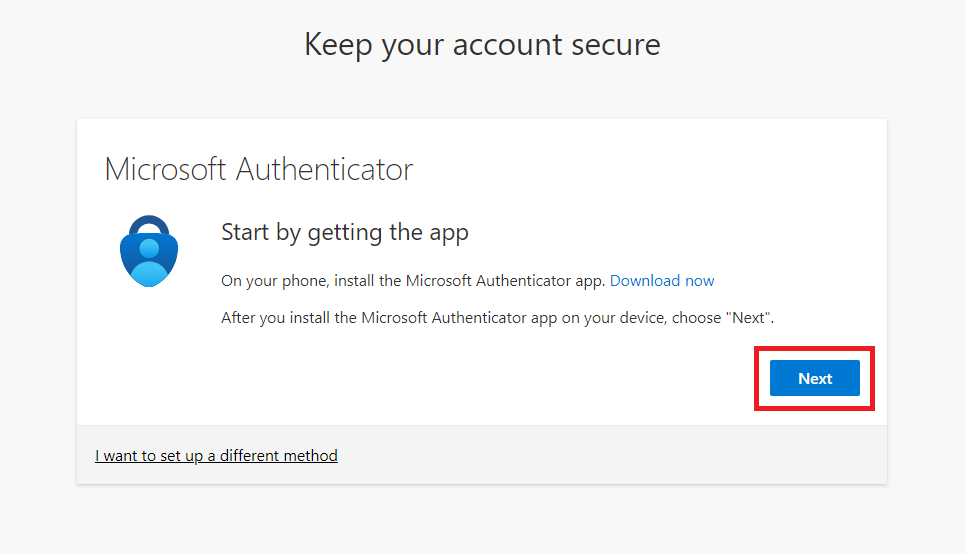 Keep your account secure
Microsoft Authenticator
Start by getting the app
On your phone, install the Microsoft Authenticator app. Download now
After you install the Microsoft Authenticator app on your device, choose "Next".
Next
I want to set up a different method